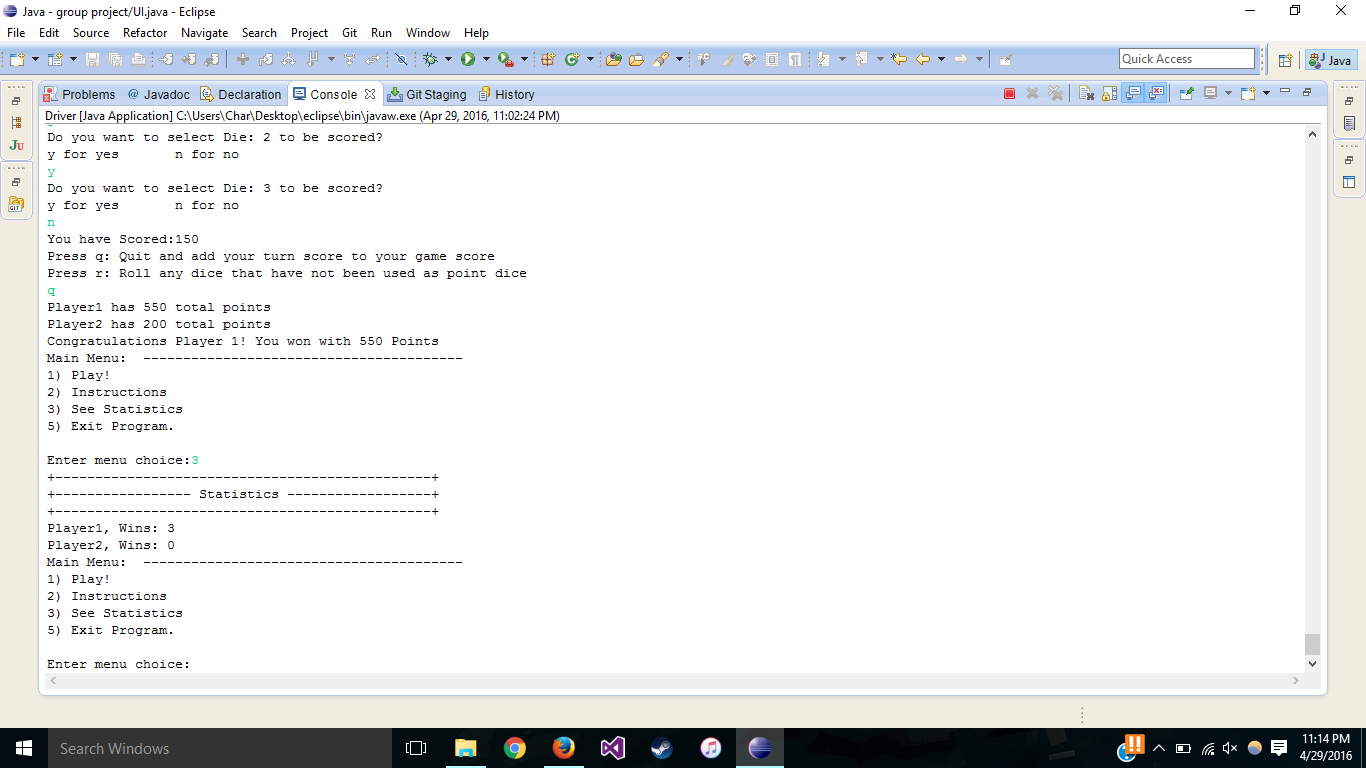 Java - group project/UI.java - Eclipse
File Edit Source Refactor Navigate Search Project Git Run Window Help
Quick Access Java
Problems @ Javadoc Declaration Console Git Staging History
Driver [Java Application] C:\Users\Char\Desktop\eclipse\bin\javaw.exe (Apr 29, 2016, 11:02:24 PM)
Do you want to select Die: 2 to be scored?
y for yes       n for no
y
Do you want to select Die: 3 to be scored?
y for yes       n for no
n
You have Scored:150
Press q: Quit and add your turn score to your game score
Press r: Roll any dice that have not been used as point dice
q
Player1 has 550 total points
Player2 has 200 total points
Congratulations Player 1! You won with 550 Points
Main Menu:  ----------------------------------------
1) Play!
2) Instructions
3) See Statistics
5) Exit Program.
Enter menu choice:3
+-----------------------------------------------+
+----------------- Statistics ------------------+
+-----------------------------------------------+
Player1, Wins: 3
Player2, Wins: 0
Main Menu:  ----------------------------------------
1) Play!
2) Instructions
3) See Statistics
5) Exit Program.
Enter menu choice:
JU
GIT
Search Windows
11:14 PM
4/29/2016